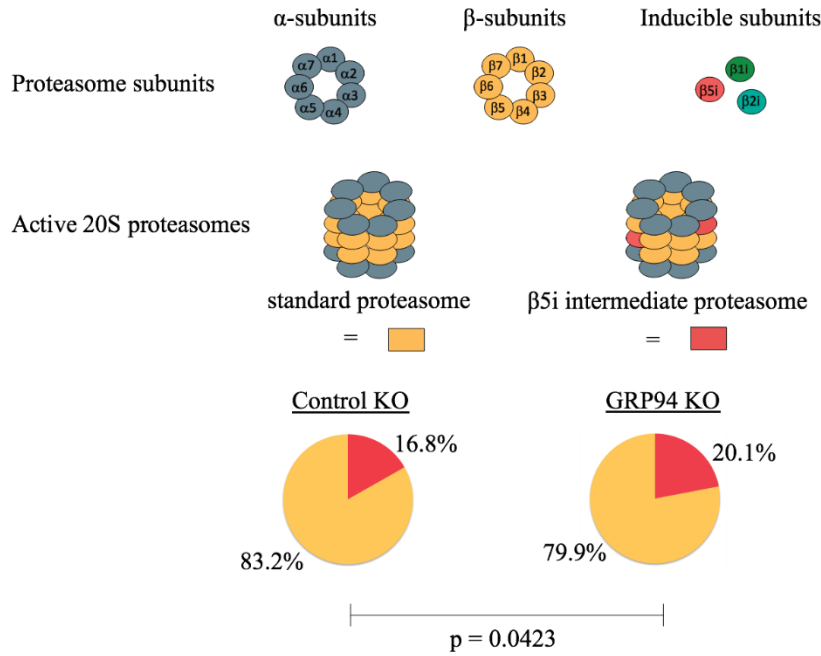 α-subunits β-subunits Inducible subunits
Proteasome subunits
α1 α2 α3 α4 α5 α6 α7
β1 β2 β3 β4 β5 β6 β7
β1i β5i β2i
Active 20S proteasomes
standard proteasome β5i intermediate proteasome
= =
Control KO GRP94 KO
16.8% 20.1%
83.2% 79.9%
p = 0.0423